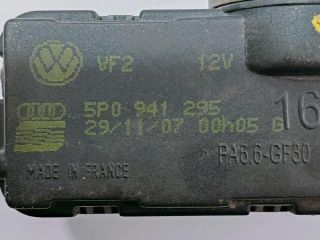 VF2 12V
5P0 941 295
29/11/07 00h05 G
16
MADE IN FRANCE
PA6.6-GF30